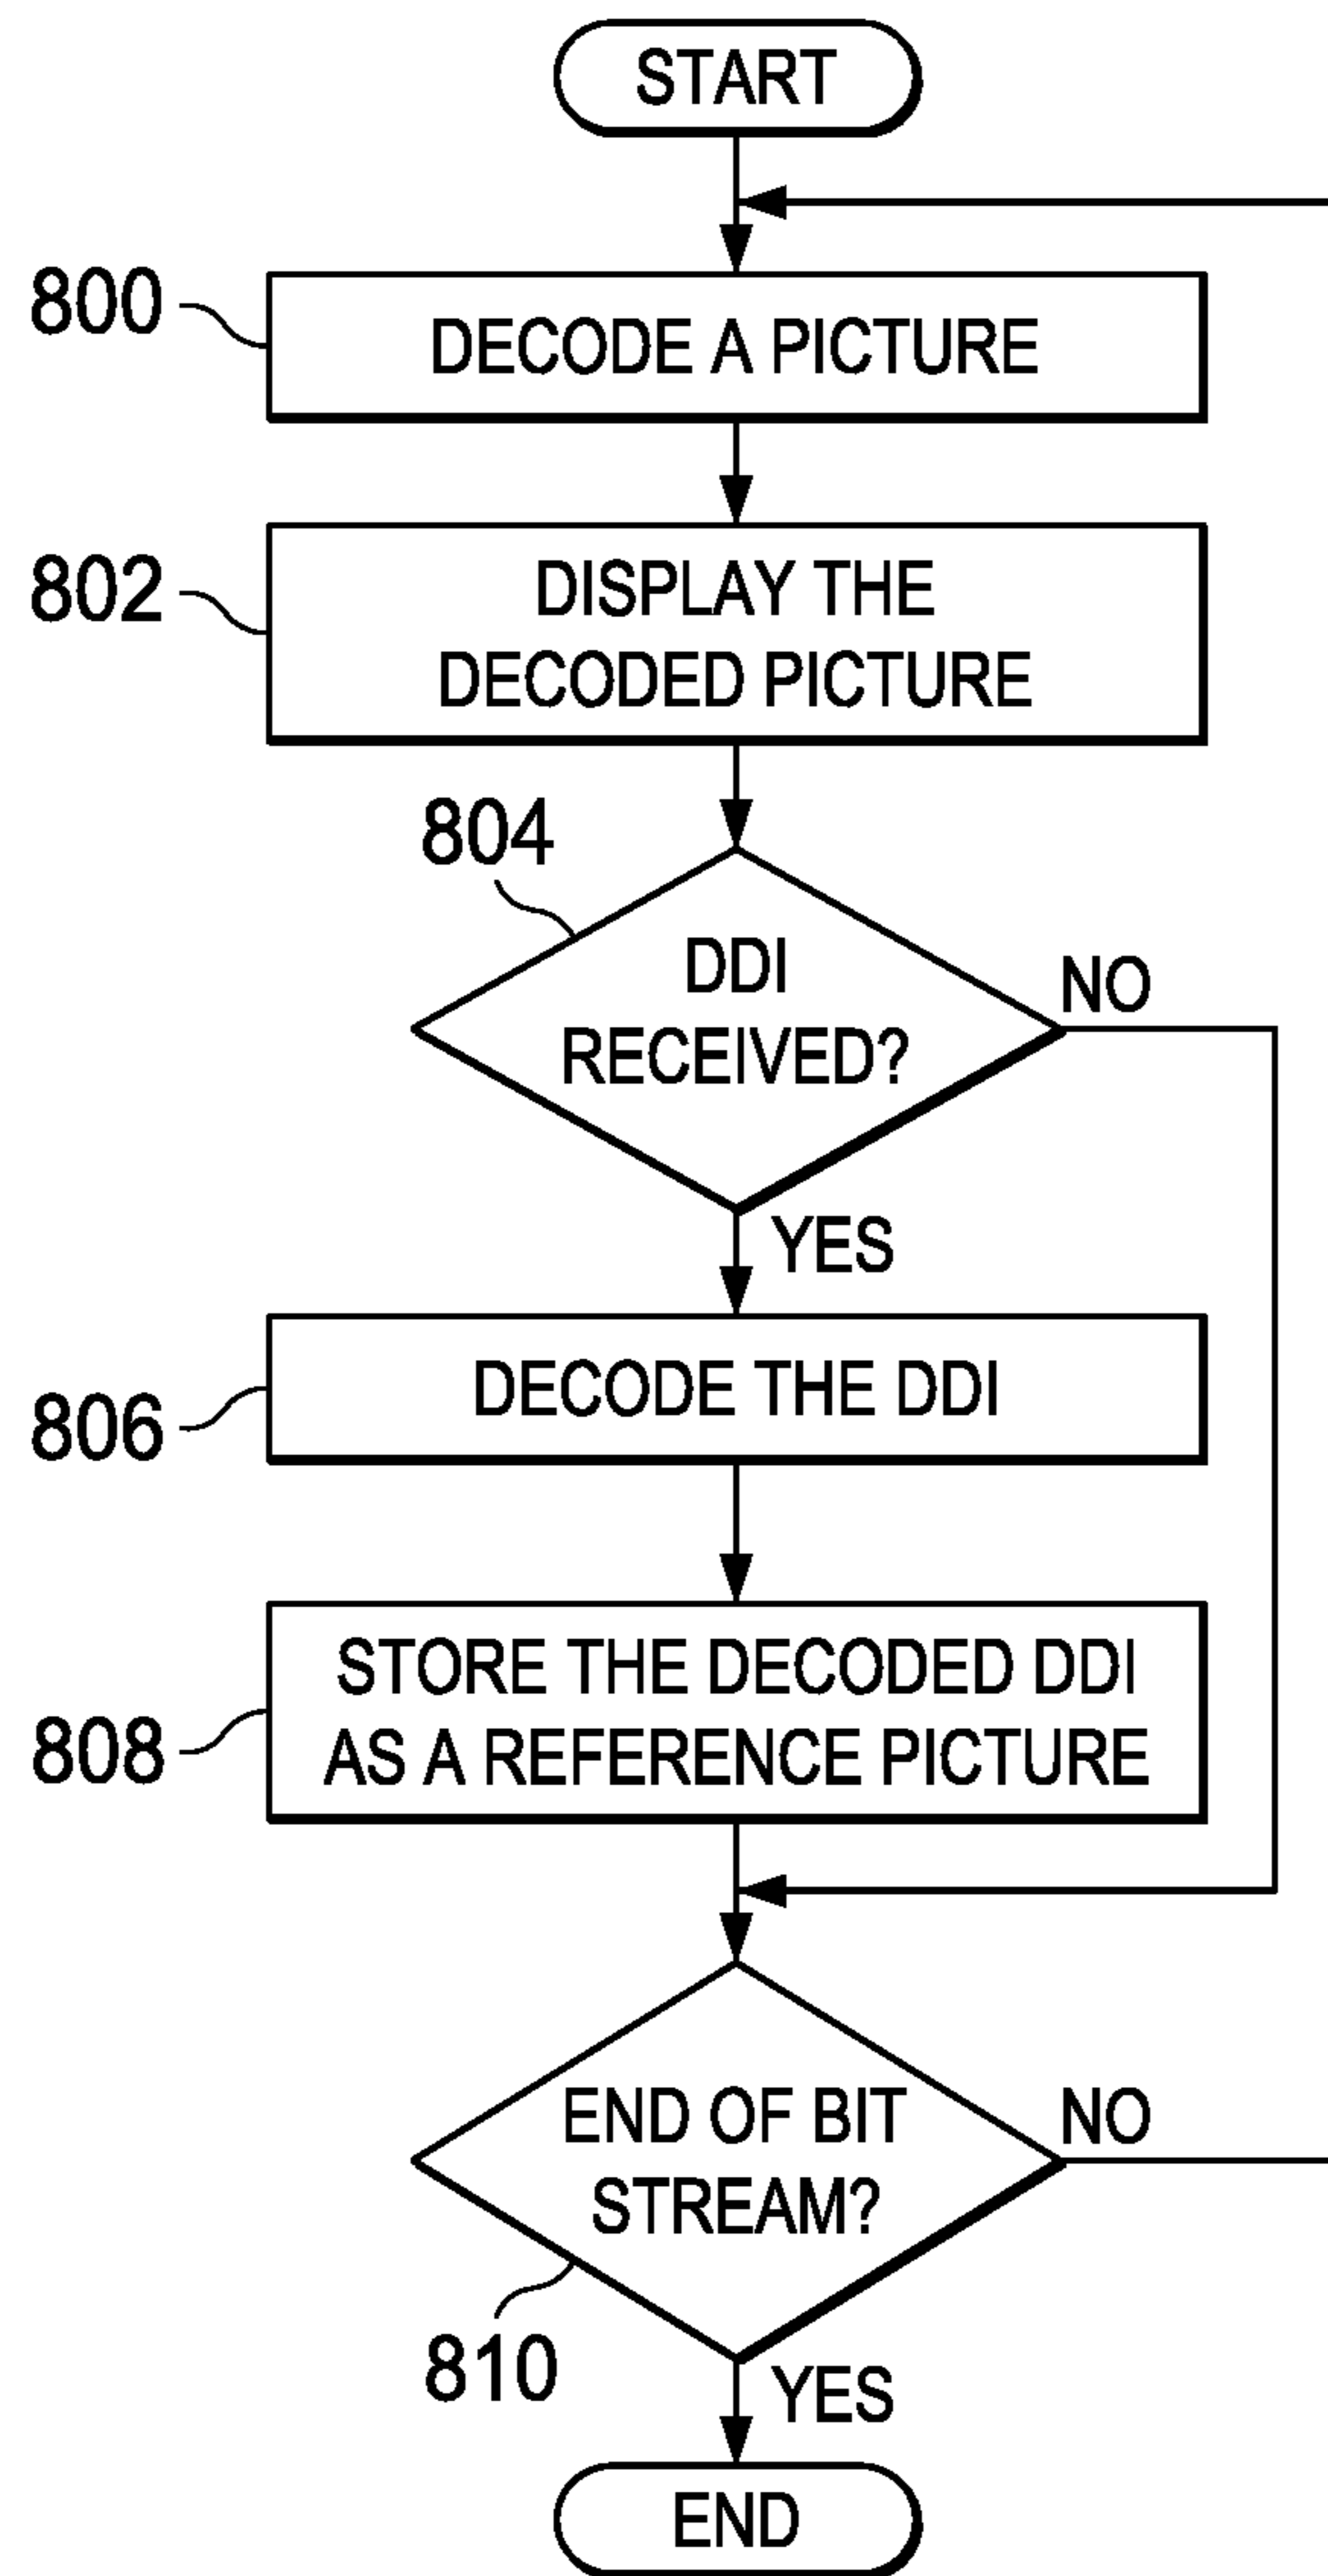 START
800
DECODE A PICTURE
802
DISPLAY THE
DECODED PICTURE
804
DDI
RECEIVED?
NO
YES
806
DECODE THE DDI
808
STORE THE DECODED DDI
AS A REFERENCE PICTURE
END OF BIT
STREAM?
NO
810
YES
END